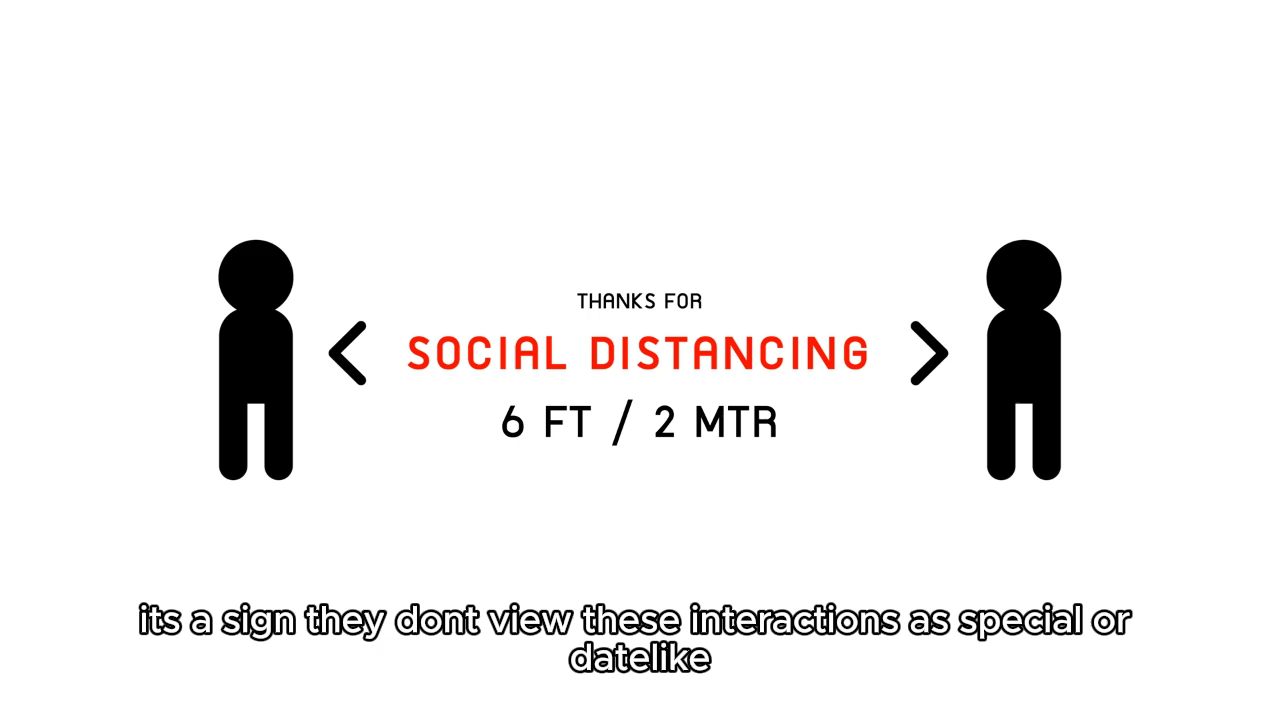 THANKS FOR
SOCIAL DISTANCING
6 FT / 2 MTR
its a sign they dont view these interactions as special or
datelike